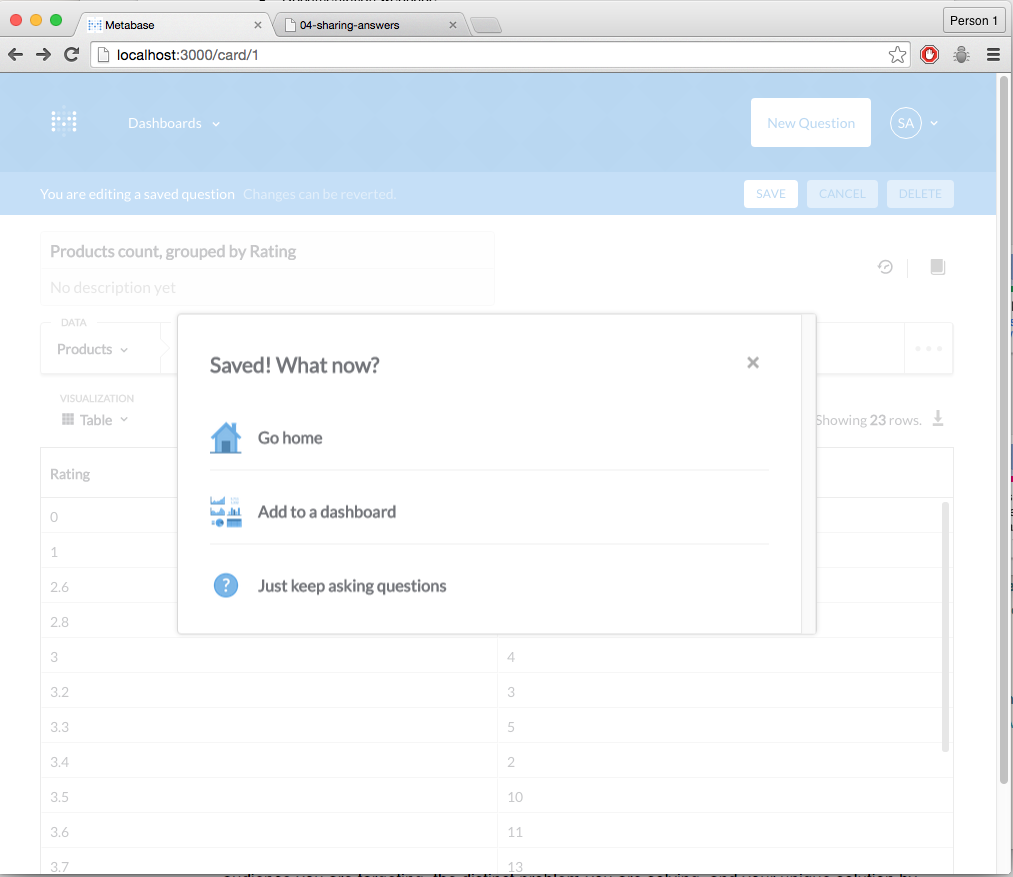 Metabase
04-sharing-answers
Person 1
localhost:3000/card/1
Dashboards
New Question
SA
You are editing a saved question Changes can be reverted.
SAVE
CANCEL
DELETE
Products count, grouped by Rating
No description yet
DATA
Products
VISUALIZATION
Table
Showing 23 rows.
Saved! What now?
Go home
Add to a dashboard
? Just keep asking questions
Rating
0
1
2.6
2.8
3 4
3.2 3
3.3 5
3.4 2
3.5 10
3.6 11
3.7 13